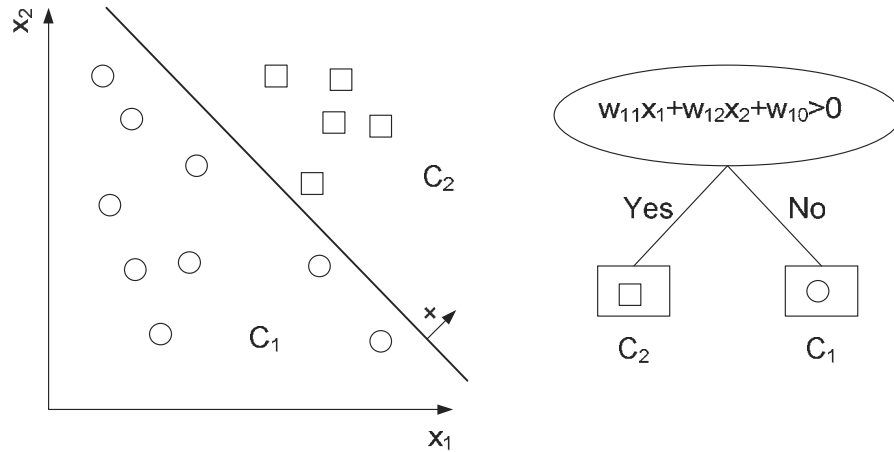 x₂
C₂
C₁
+
x₁
w₁₁x₁+w₁₂x₂+w₁₀>0
Yes
No
C₂
C₁